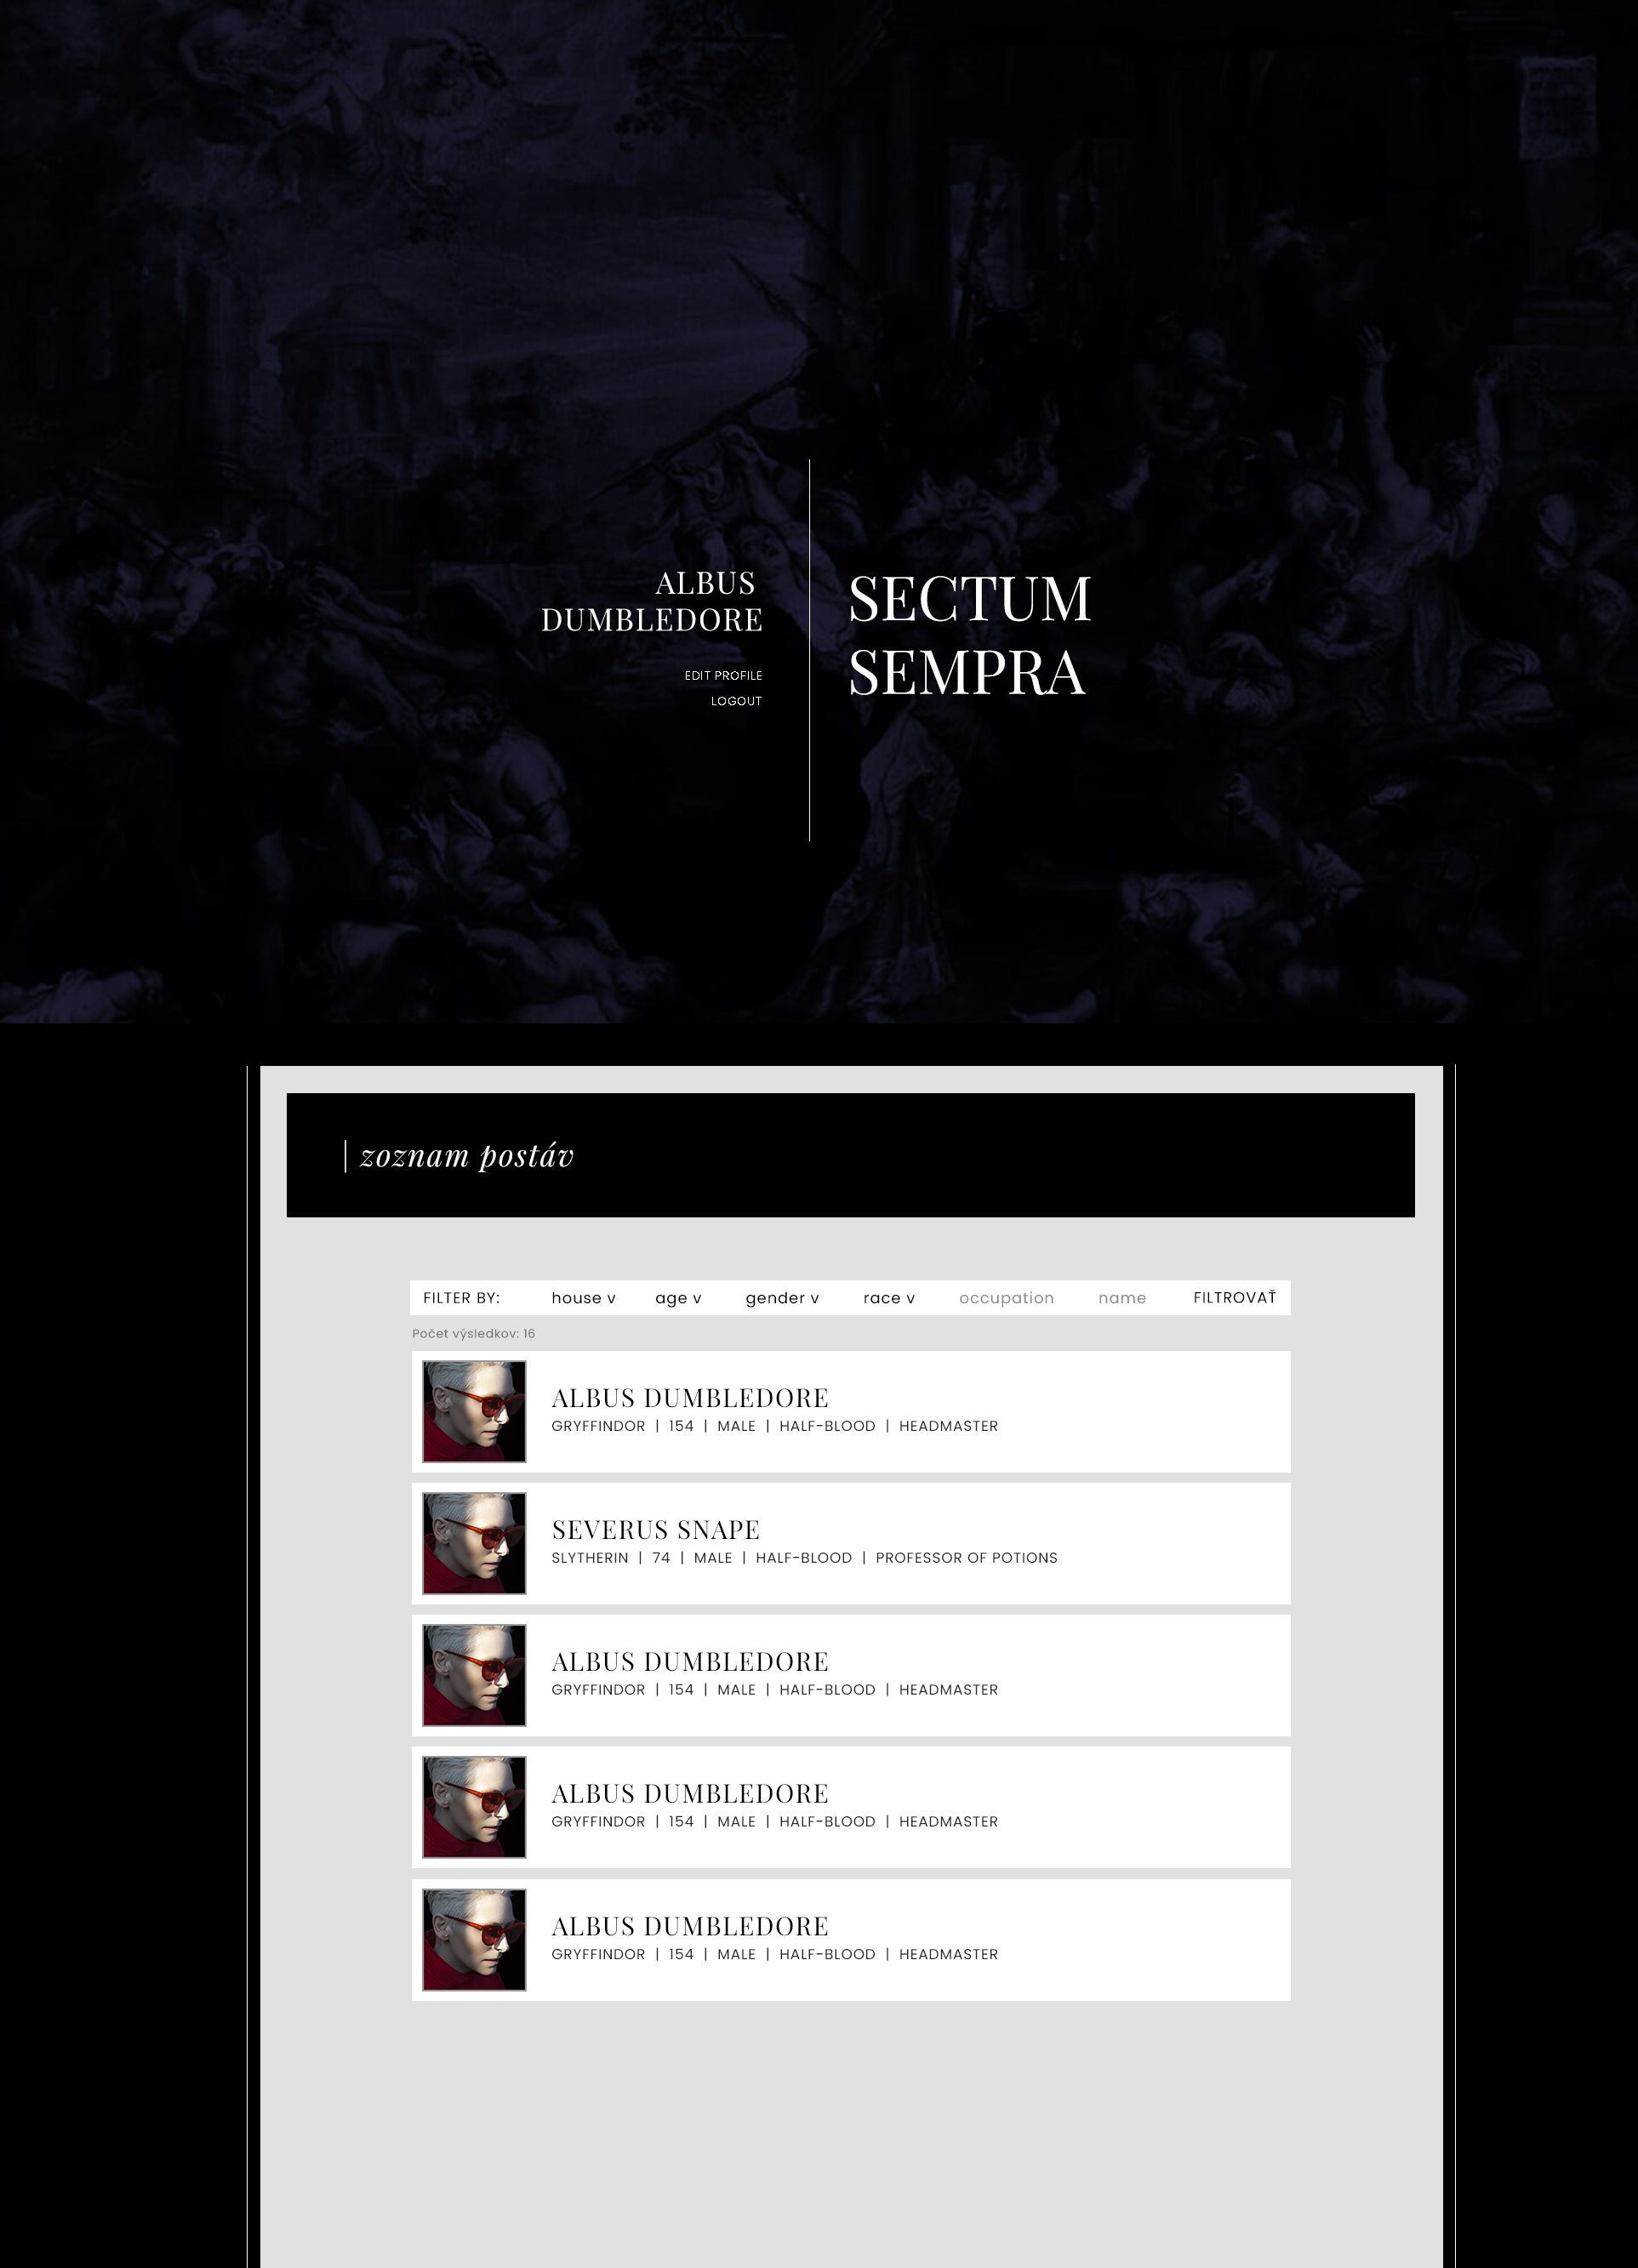 ALBUS
DUMBLEDORE
EDIT PROFILE
LOGOUT
SECTUM
SEMPRA
| zoznam postáv
FILTER BY: house v age v gender v race v occupation name FILTROVAŤ
Počet výsledkov: 16
ALBUS DUMBLEDORE
GRYFFINDOR | 154 | MALE | HALF-BLOOD | HEADMASTER
SEVERUS SNAPE
SLYTHERIN | 74 | MALE | HALF-BLOOD | PROFESSOR OF POTIONS
ALBUS DUMBLEDORE
GRYFFINDOR | 154 | MALE | HALF-BLOOD | HEADMASTER
ALBUS DUMBLEDORE
GRYFFINDOR | 154 | MALE | HALF-BLOOD | HEADMASTER
ALBUS DUMBLEDORE
GRYFFINDOR | 154 | MALE | HALF-BLOOD | HEADMASTER